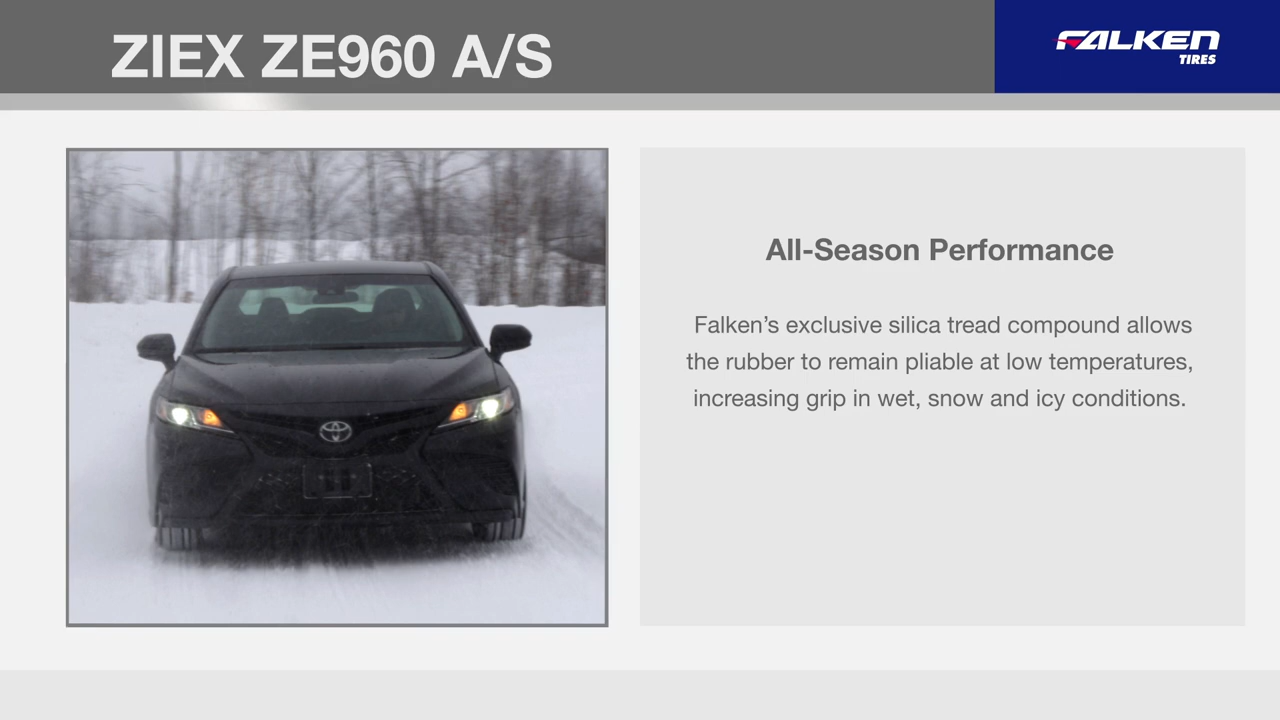 ZIEX ZE960 A/S
FALKEN
TIRES
All-Season Performance
Falken’s exclusive silica tread compound allows
the rubber to remain pliable at low temperatures,
increasing grip in wet, snow and icy conditions.